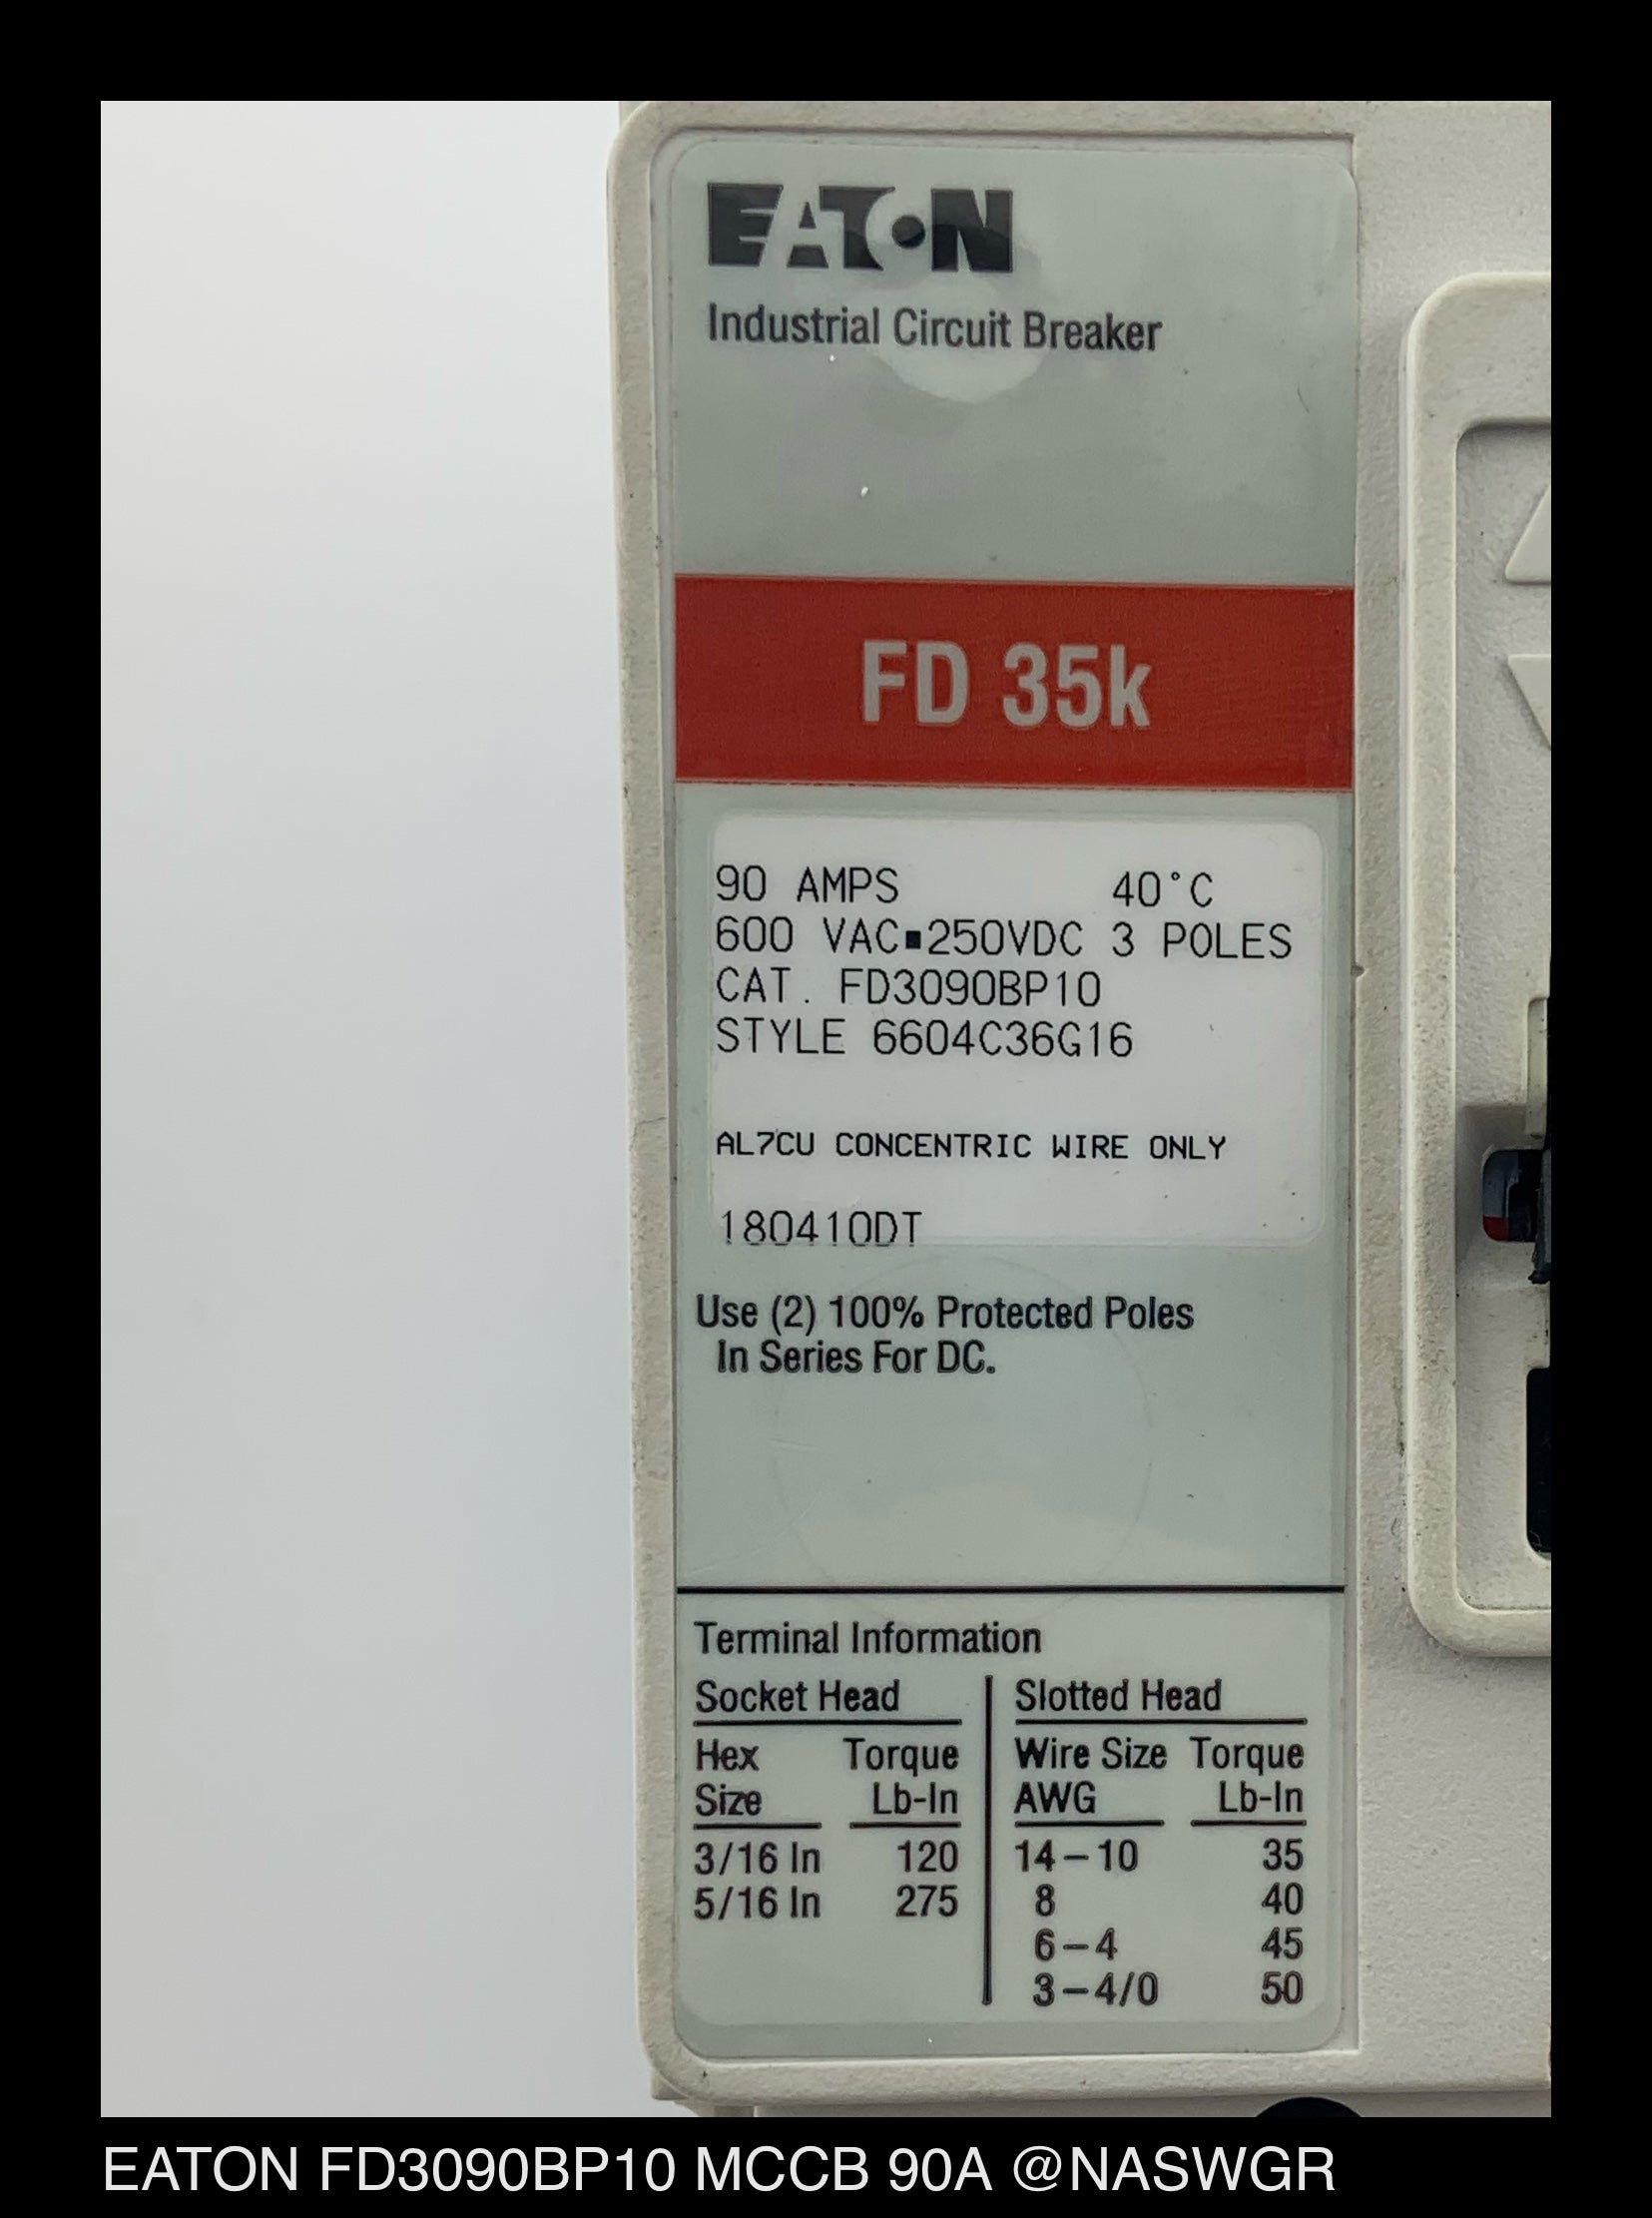 EATON
Industrial Circuit Breaker
FD 35k
90 AMPS 40°C
600 VAC▪250VDC 3 POLES
CAT. FD3090BP10
STYLE 6604C36G16
AL7CU CONCENTRIC WIRE ONLY
180410DT
Use (2) 100% Protected Poles
In Series For DC.
Terminal Information
Socket Head
Hex Torque
Size Lb-In
3/16 In 120
5/16 In 275
Slotted Head
Wire Size Torque
AWG Lb-In
14–10 35
8 40
6–4 45
3–4/0 50
EATON FD3090BP10 MCCB 90A @NASWGR